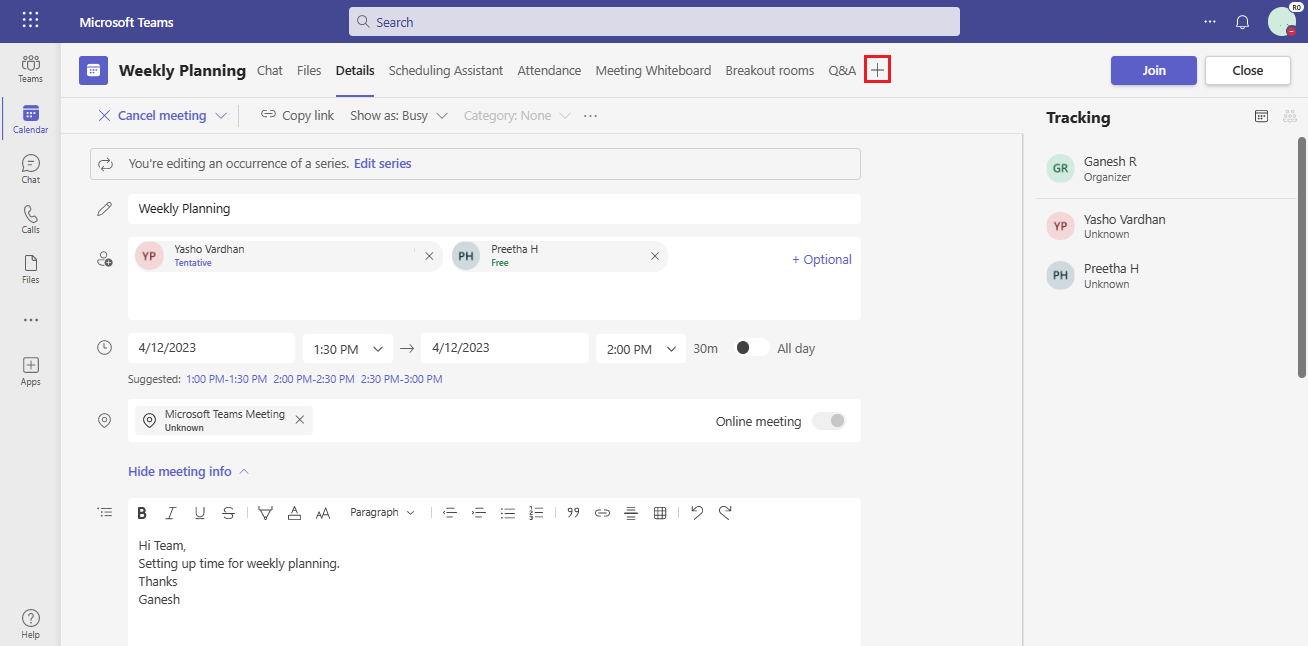 Microsoft Teams
Search
R0
Teams
Calendar
Chat
Calls
Files
Apps
Help
Weekly Planning Chat Files Details Scheduling Assistant Attendance Meeting Whiteboard Breakout rooms Q&A
Join Close
Cancel meeting Copy link Show as: Busy Category: None
You're editing an occurrence of a series. Edit series
Weekly Planning
YP Yasho Vardhan
Tentative
PH Preetha H
Free
+ Optional
4/12/2023 1:30 PM 4/12/2023 2:00 PM 30m All day
Suggested: 1:00 PM-1:30 PM 2:00 PM-2:30 PM 2:30 PM-3:00 PM
Microsoft Teams Meeting
Unknown
Online meeting
Hide meeting info
B I U S A AA Paragraph
Hi Team,
Setting up time for weekly planning.
Thanks
Ganesh
Tracking
GR Ganesh R
Organizer
YP Yasho Vardhan
Unknown
PH Preetha H
Unknown